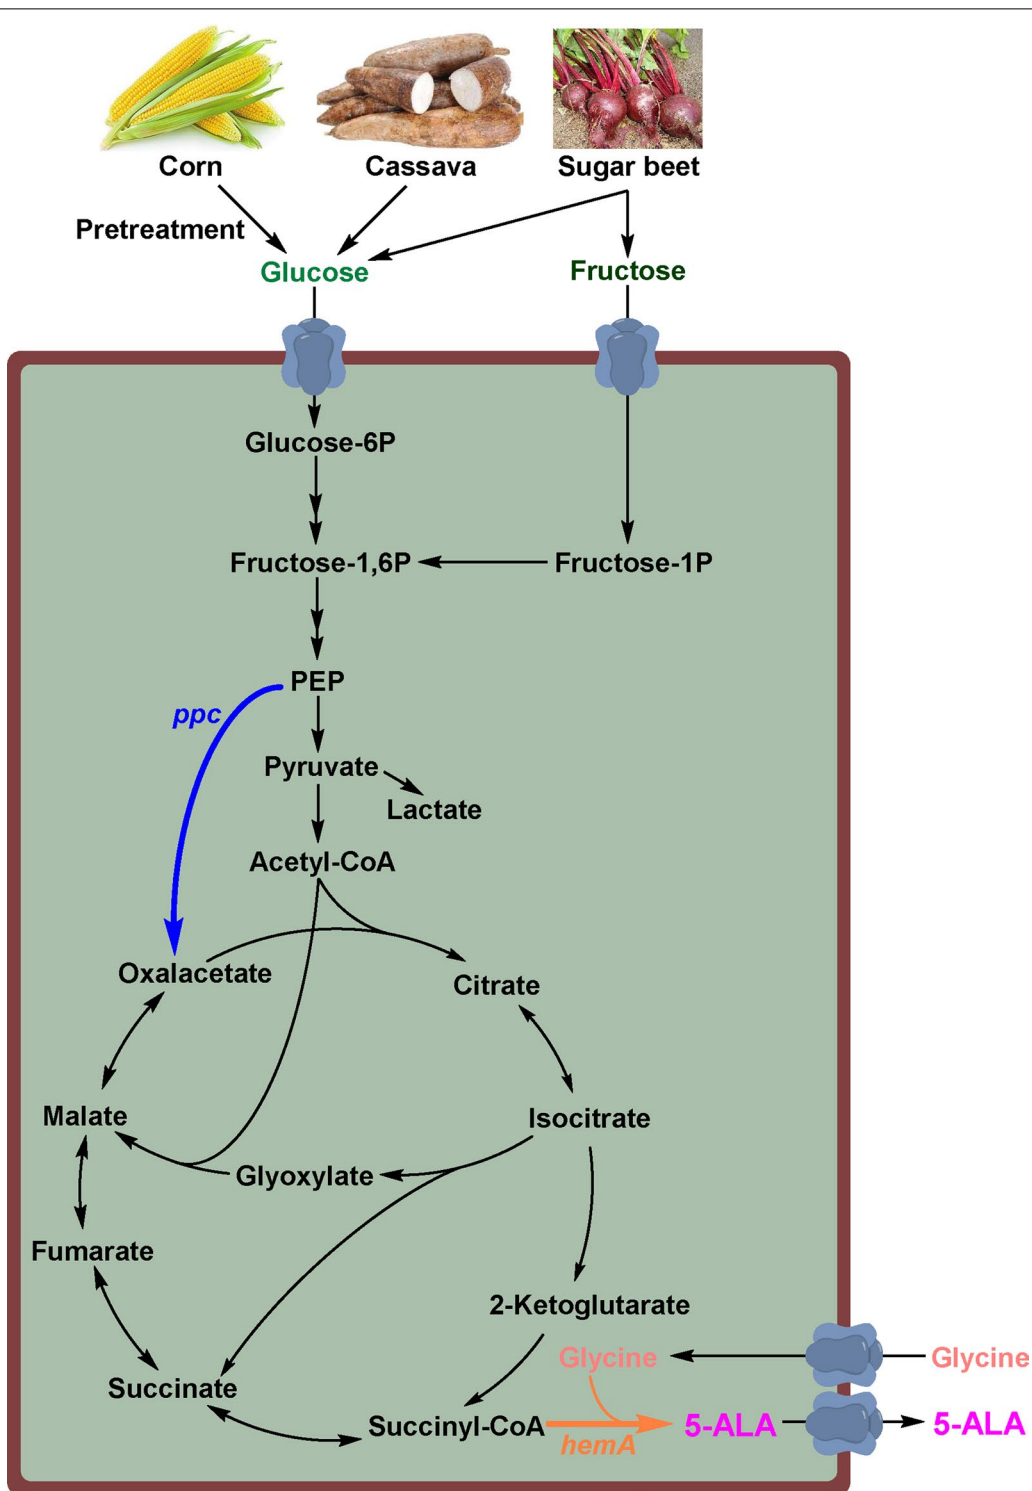 Corn
Cassava
Sugar beet
Pretreatment
Glucose
Fructose
Glucose-6P
Fructose-1,6P
Fructose-1P
PEP
ppc
Pyruvate
Lactate
Acetyl-CoA
Oxalacetate
Citrate
Malate
Isocitrate
Glyoxylate
Fumarate
2-Ketoglutarate
Glycine
Glycine
Succinate
Succinyl-CoA
hemA
5-ALA
5-ALA